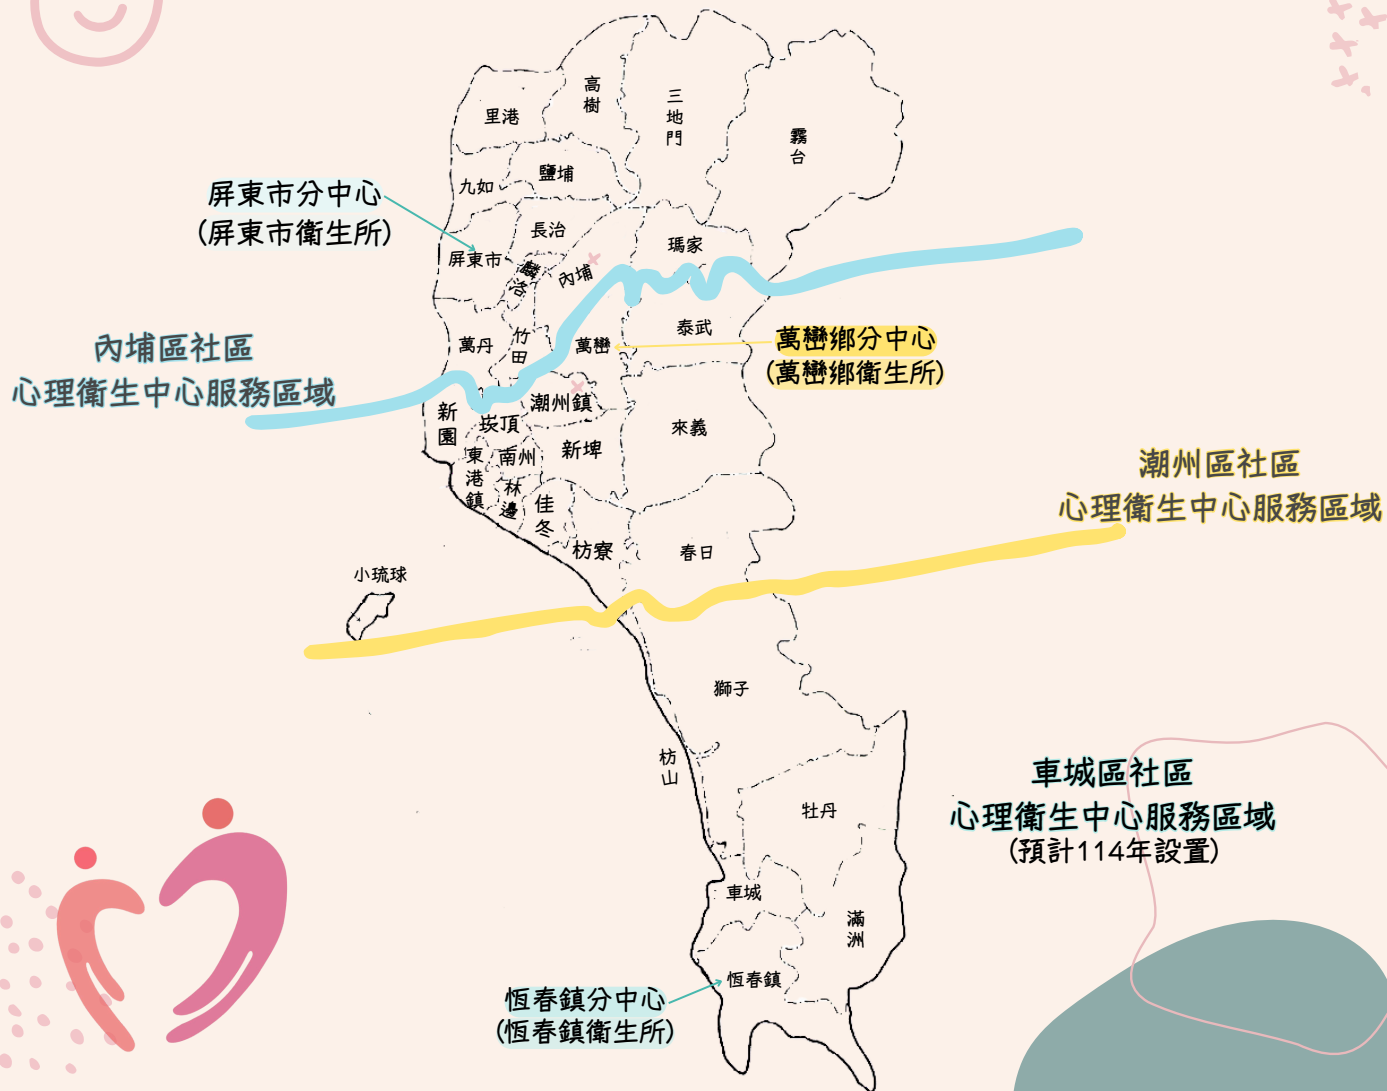 高樹
三地門
里港
霧台
鹽埔
九如
屏東市分中心
(屏東市衛生所)
長治
瑪家
屏東市
麟洛
內埔
泰武
萬巒鄉分中心
(萬巒鄉衛生所)
竹田
萬丹
萬巒
內埔區社區
心理衛生中心服務區域
新園
崁頂
潮州鎮
來義
東港鎮
南州
新埤
林邊
佳冬
潮州區社區
心理衛生中心服務區域
枋寮
春日
小琉球
獅子
枋山
車城區社區
心理衛生中心服務區域
(預計114年設置)
牡丹
車城
滿洲
恆春鎮
恆春鎮分中心
(恆春鎮衛生所)